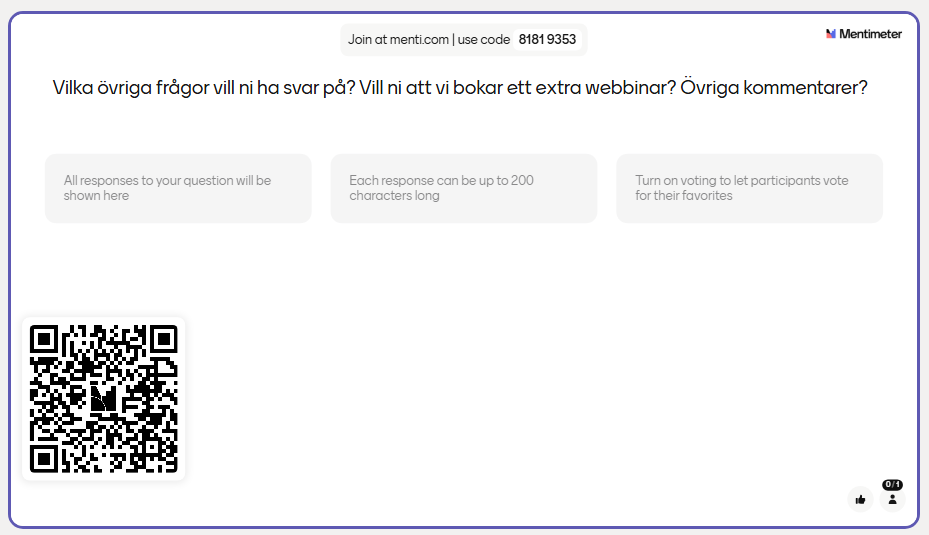 Join at menti.com | use code 8181 9353
Mentimeter
Vilka övriga frågor vill ni ha svar på? Vill ni att vi bokar ett extra webbinar? Övriga kommentarer?
All responses to your question will be
shown here
Each response can be up to 200
characters long
Turn on voting to let participants vote
for their favorites
0/1